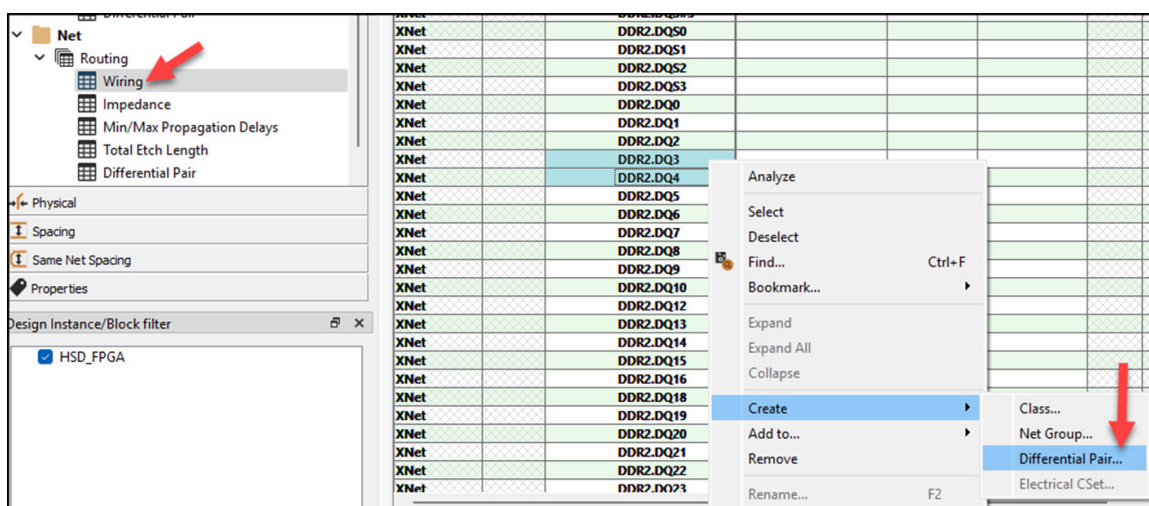 Differential Pair
Net
Routing
Wiring
Impedance
Min/Max Propagation Delays
Total Etch Length
Differential Pair
Physical
Spacing
Same Net Spacing
Properties
Design Instance/Block filter
HSD_FPGA
XNet
XNet DDR2.DQS0
XNet DDR2.DQS1
XNet DDR2.DQS2
XNet DDR2.DQS3
XNet DDR2.DQ0
XNet DDR2.DQ1
XNet DDR2.DQ2
XNet DDR2.DQ3
XNet DDR2.DQ4
XNet DDR2.DQ5
XNet DDR2.DQ6
XNet DDR2.DQ7
XNet DDR2.DQ8
XNet DDR2.DQ9
XNet DDR2.DQ10
XNet DDR2.DQ12
XNet DDR2.DQ13
XNet DDR2.DQ14
XNet DDR2.DQ15
XNet DDR2.DQ16
XNet DDR2.DQ18
XNet DDR2.DQ19
XNet DDR2.DQ20
XNet DDR2.DQ21
XNet DDR2.DQ22
XNet DDR2.DQ23
Analyze
Select
Deselect
Find... Ctrl+F
Bookmark...
Expand
Expand All
Collapse
Create
Add to...
Remove
Rename... F2
Class...
Net Group...
Differential Pair...
Electrical CSet...